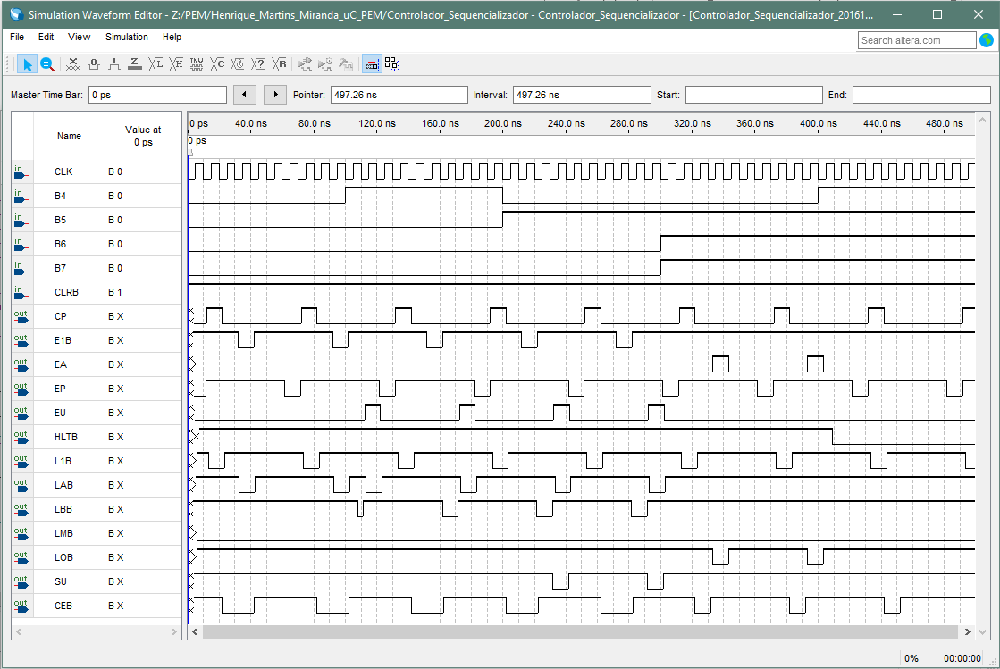 Simulation Waveform Editor - Z:/PEM/Henrique_Martins_Miranda_uC_PEM/Controlador_Sequencializador - Controlador_Sequencializador - [Controlador_Sequencializador_20161...
File Edit View Simulation Help
Search altera.com
Master Time Bar: 0 ps Pointer: 497.26 ns Interval: 497.26 ns Start: End:
Name Value at 0 ps
0 ps 40.0 ns 80.0 ns 120.0 ns 160.0 ns 200.0 ns 240.0 ns 280.0 ns 320.0 ns 360.0 ns 400.0 ns 440.0 ns 480.0 ns
0 ps
in CLK B 0
in B4 B 0
in B5 B 0
in B6 B 0
in B7 B 0
in CLRB B 1
out CP B X
out E1B B X
out EA B X
out EP B X
out EU B X
out HLTB B X
out L1B B X
out LAB B X
out LBB B X
out LMB B X
out LOB B X
out SU B X
out CEB B X
0% 00:00:00